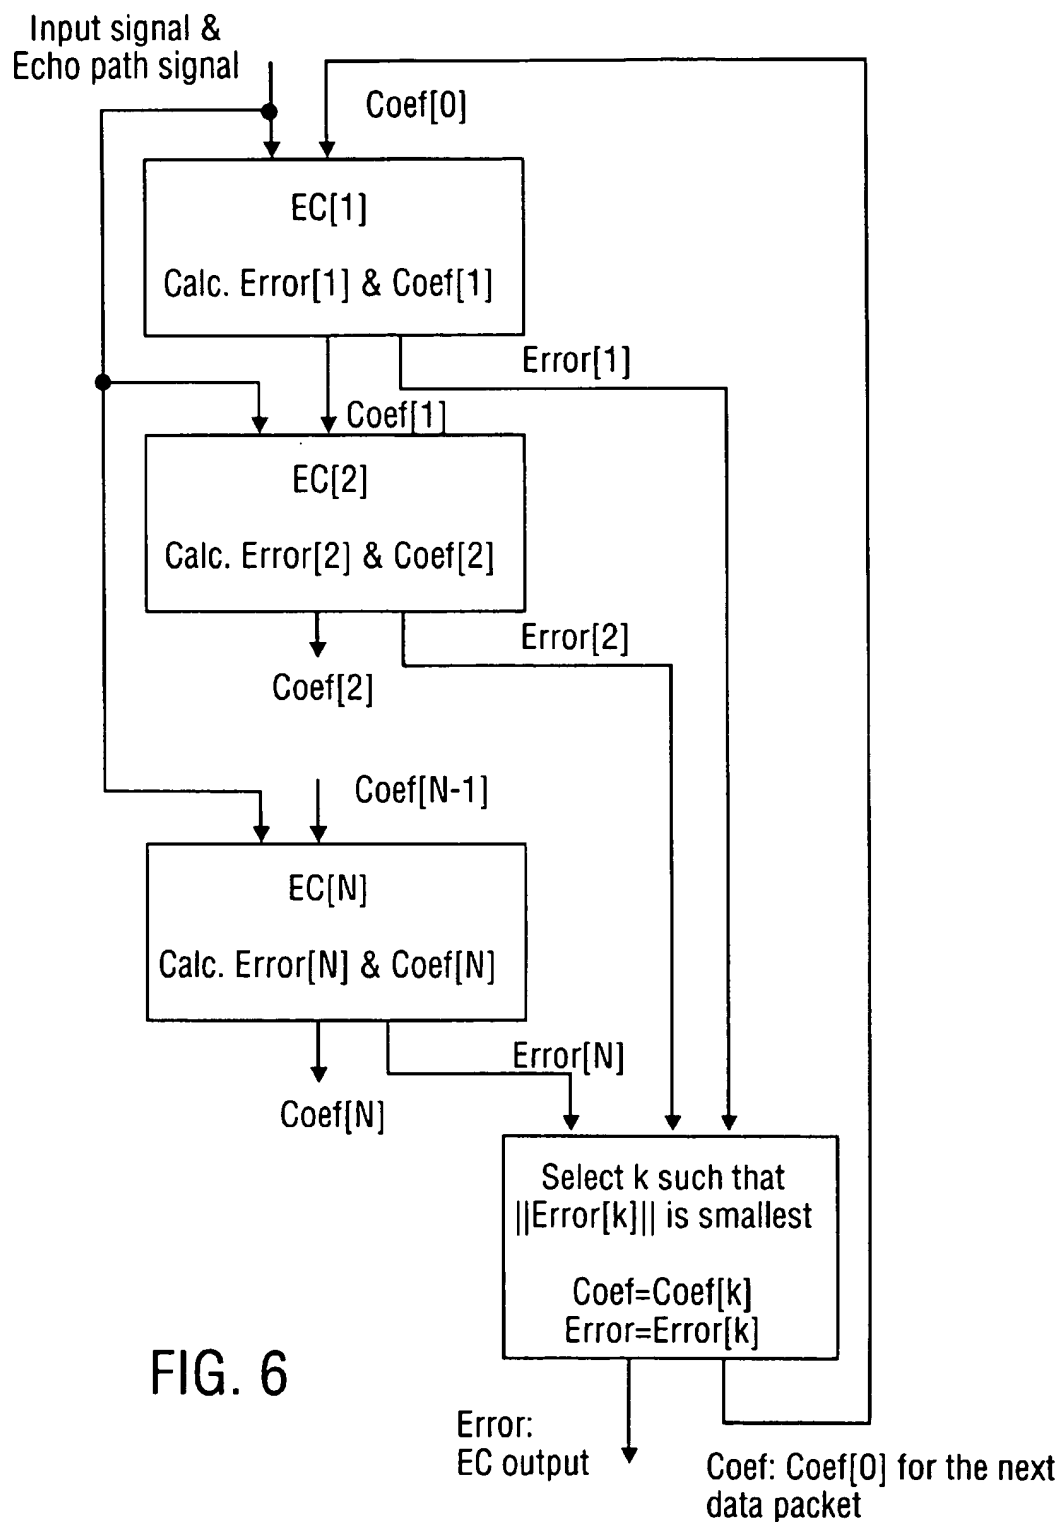 Input signal &
Echo path signal
Coef[0]
EC[1]
Calc. Error[1] & Coef[1]
Error[1]
Coef[1]
EC[2]
Calc. Error[2] & Coef[2]
Error[2]
Coef[2]
Coef[N-1]
EC[N]
Calc. Error[N] & Coef[N]
Error[N]
Coef[N]
Select k such that
||Error[k]|| is smallest
Coef=Coef[k]
Error=Error[k]
FIG. 6
Error:
EC output
Coef: Coef[0] for the next
data packet